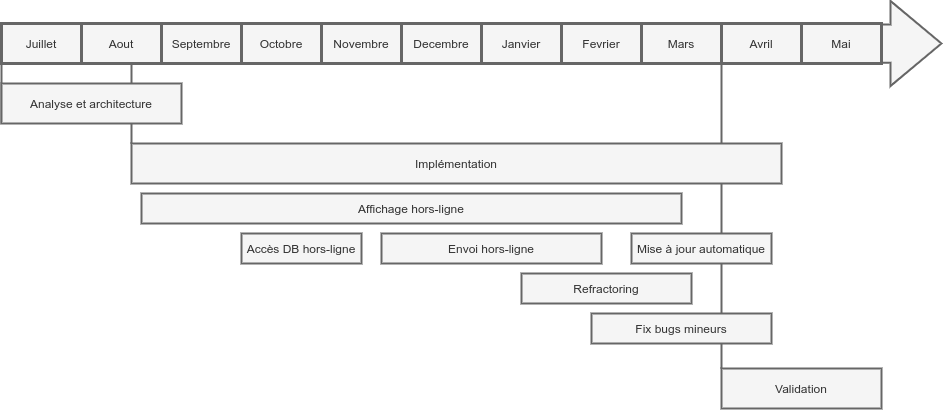 Juillet
Aout
Septembre
Octobre
Novembre
Decembre
Janvier
Fevrier
Mars
Avril
Mai
Analyse et architecture
Implémentation
Affichage hors-ligne
Accès DB hors-ligne
Envoi hors-ligne
Mise à jour automatique
Refractoring
Fix bugs mineurs
Validation